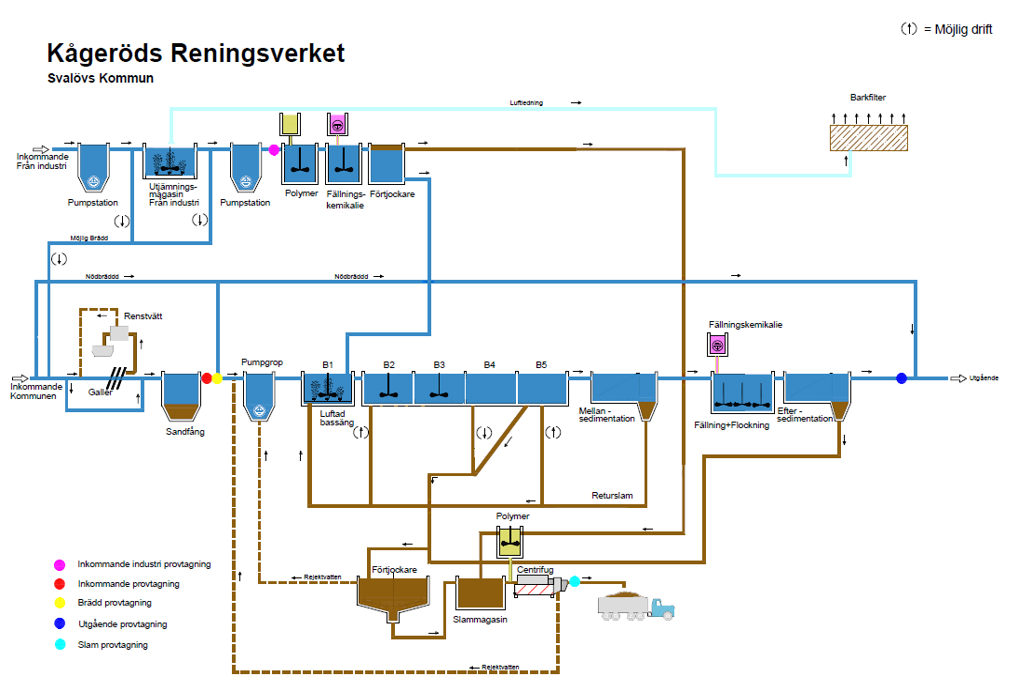 (↑) = Möjlig drift
Kågeröds Reningsverket
Svalövs Kommun
Luftledning
Barkfilter
Inkommande
Från industri
Pumpstation
Utjämnings-
magasin
Från industri
Pumpstation
Polymer
Fällnings-
kemikalie
Förtjockare
(↓)
(↓)
Möjlig Brädd
(↓)
Nödbräddd
Nödbräddd
Renstvätt
Fällningskemikalie
Pumpgrop
B1
B2
B3
B4
B5
Inkommande
Kommunen
Galler
Utgående
Sandfång
Luftad
bassäng
(↑)
(↓)
(↑)
Mellan -
sedimentation
Fällning+Flockning
Efter -
sedimentation
Returslam
Polymer
Inkommande industri provtagning
Inkommande provtagning
Brädd provtagning
Utgående provtagning
Slam provtagning
Rejektvatten
Förtjockare
Centrifug
Slammagasin
Rejektvatten